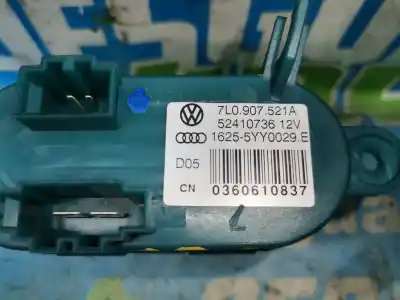 7L0.907.521A
52410736 12V
1625-5YY0029.E
D05
CN 0360610837